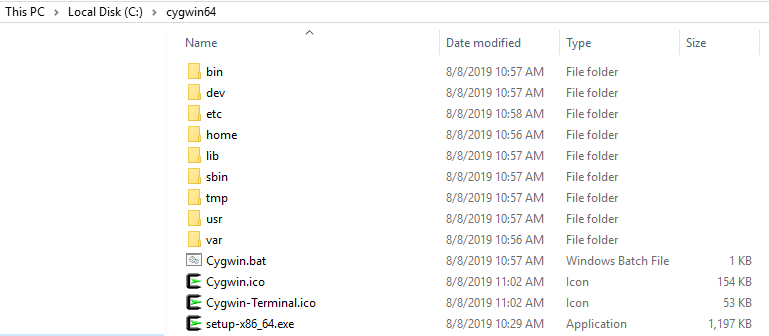 This PC > Local Disk (C:) > cygwin64
Name Date modified Type Size
bin 8/8/2019 10:57 AM File folder
dev 8/8/2019 10:57 AM File folder
etc 8/8/2019 10:58 AM File folder
home 8/8/2019 10:56 AM File folder
lib 8/8/2019 10:57 AM File folder
sbin 8/8/2019 10:57 AM File folder
tmp 8/8/2019 10:57 AM File folder
usr 8/8/2019 10:57 AM File folder
var 8/8/2019 10:56 AM File folder
Cygwin.bat 8/8/2019 10:57 AM Windows Batch File 1 KB
Cygwin.ico 8/8/2019 11:02 AM Icon 154 KB
Cygwin-Terminal.ico 8/8/2019 11:02 AM Icon 53 KB
setup-x86_64.exe 8/8/2019 10:29 AM Application 1,197 KB